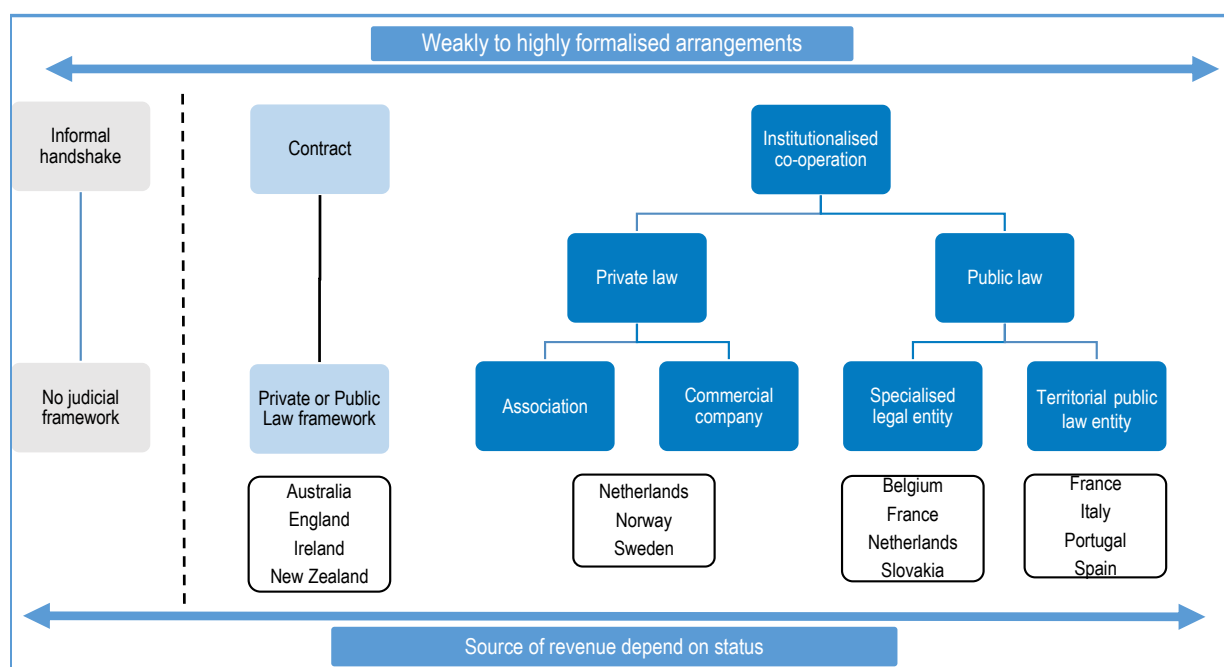 Weakly to highly formalised arrangements
Informal
handshake
Contract
Institutionalised
co-operation
Private law
Public law
No judicial
framework
Private or Public
Law framework
Association
Commercial
company
Specialised
legal entity
Territorial public
law entity
Australia
England
Ireland
New Zealand
Netherlands
Norway
Sweden
Belgium
France
Netherlands
Slovakia
France
Italy
Portugal
Spain
Source of revenue depend on status